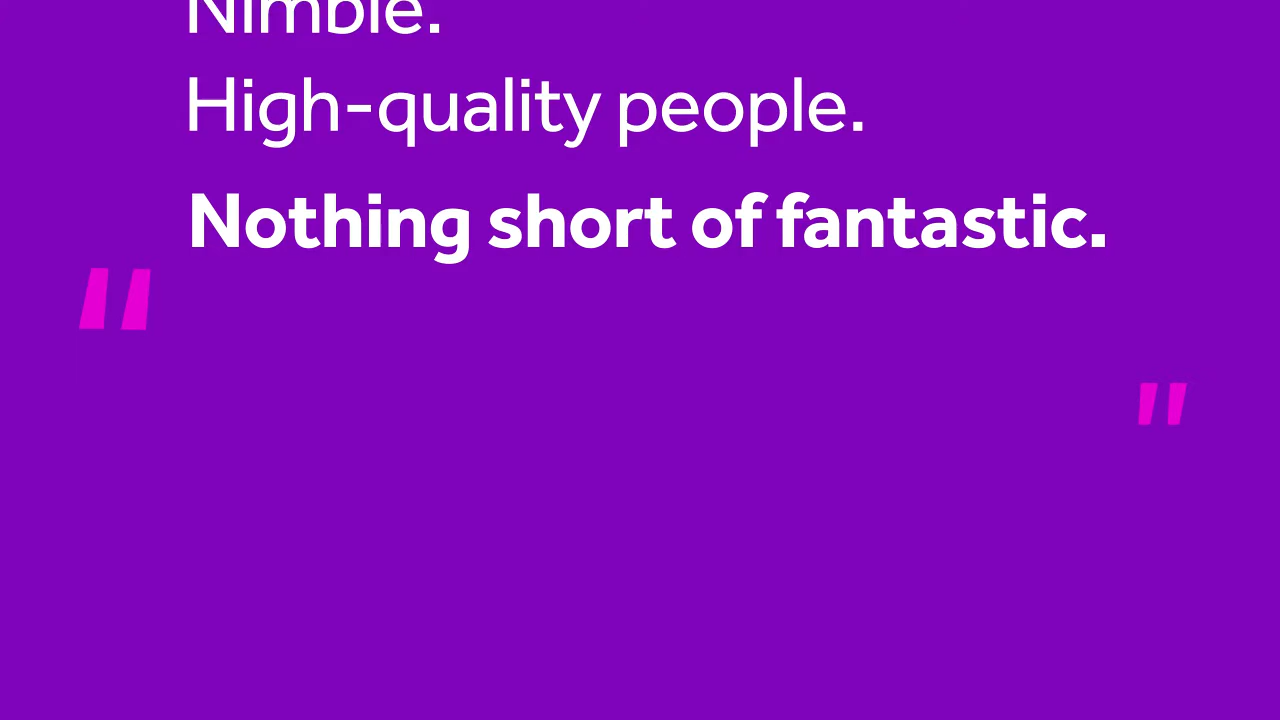 Nimble.
High-quality people.
Nothing short of fantastic.
"
"